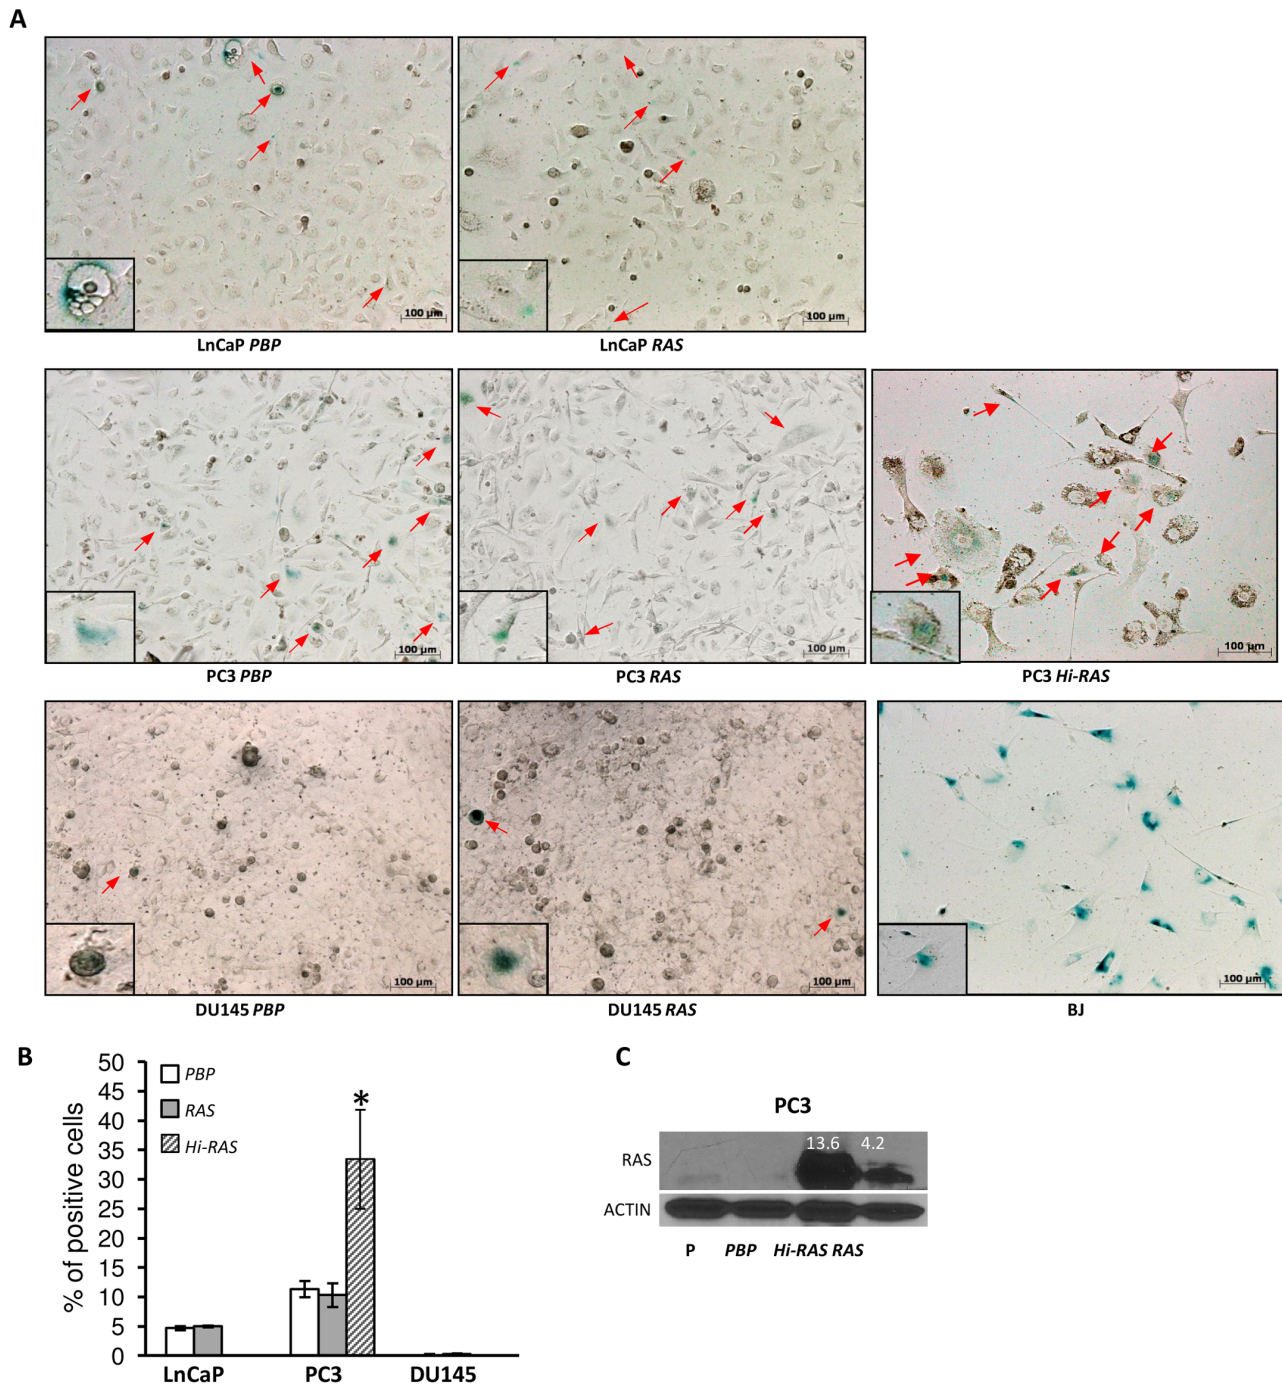 A
100 µm
100 µm
LnCaP PBP
LnCaP RAS
100 µm
100 µm
100 µm
PC3 PBP
PC3 RAS
PC3 Hi-RAS
100 µm
100 µm
100 µm
DU145 PBP
DU145 RAS
BJ
B
% of positive cells
50
45
40
35
30
25
20
15
10
5
0
PBP
RAS
Hi-RAS
*
LnCaP
PC3
DU145
C
PC3
13.6 4.2
RAS
ACTIN
P PBP Hi-RAS RAS